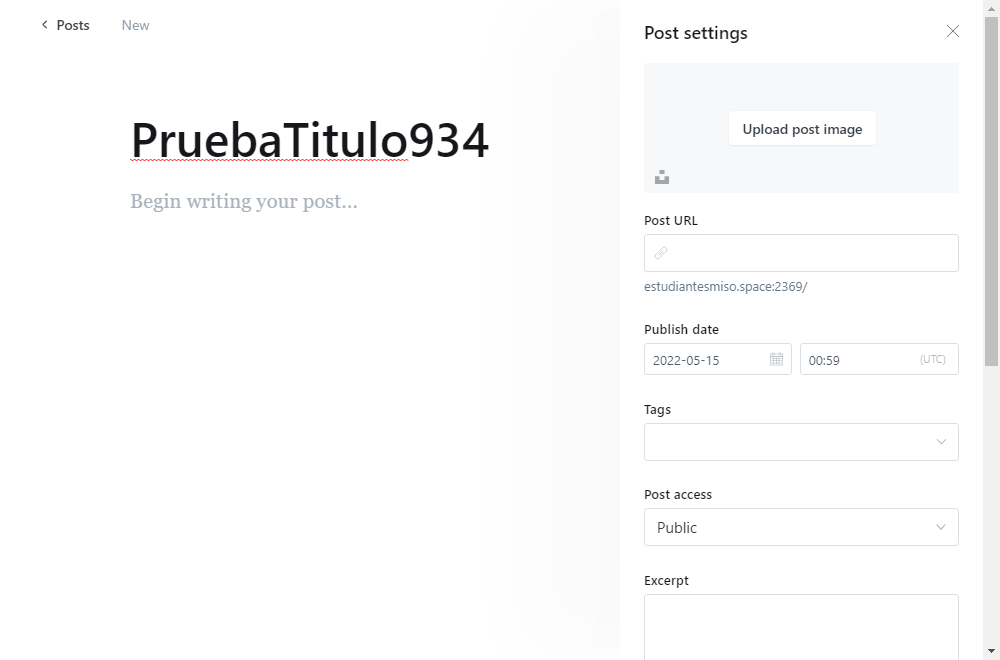 Posts New
PruebaTitulo934
Begin writing your post...
Post settings
Upload post image
Post URL
estudiantesmiso.space:2369/
Publish date
2022-05-15 00:59 (UTC)
Tags
Post access
Public
Excerpt